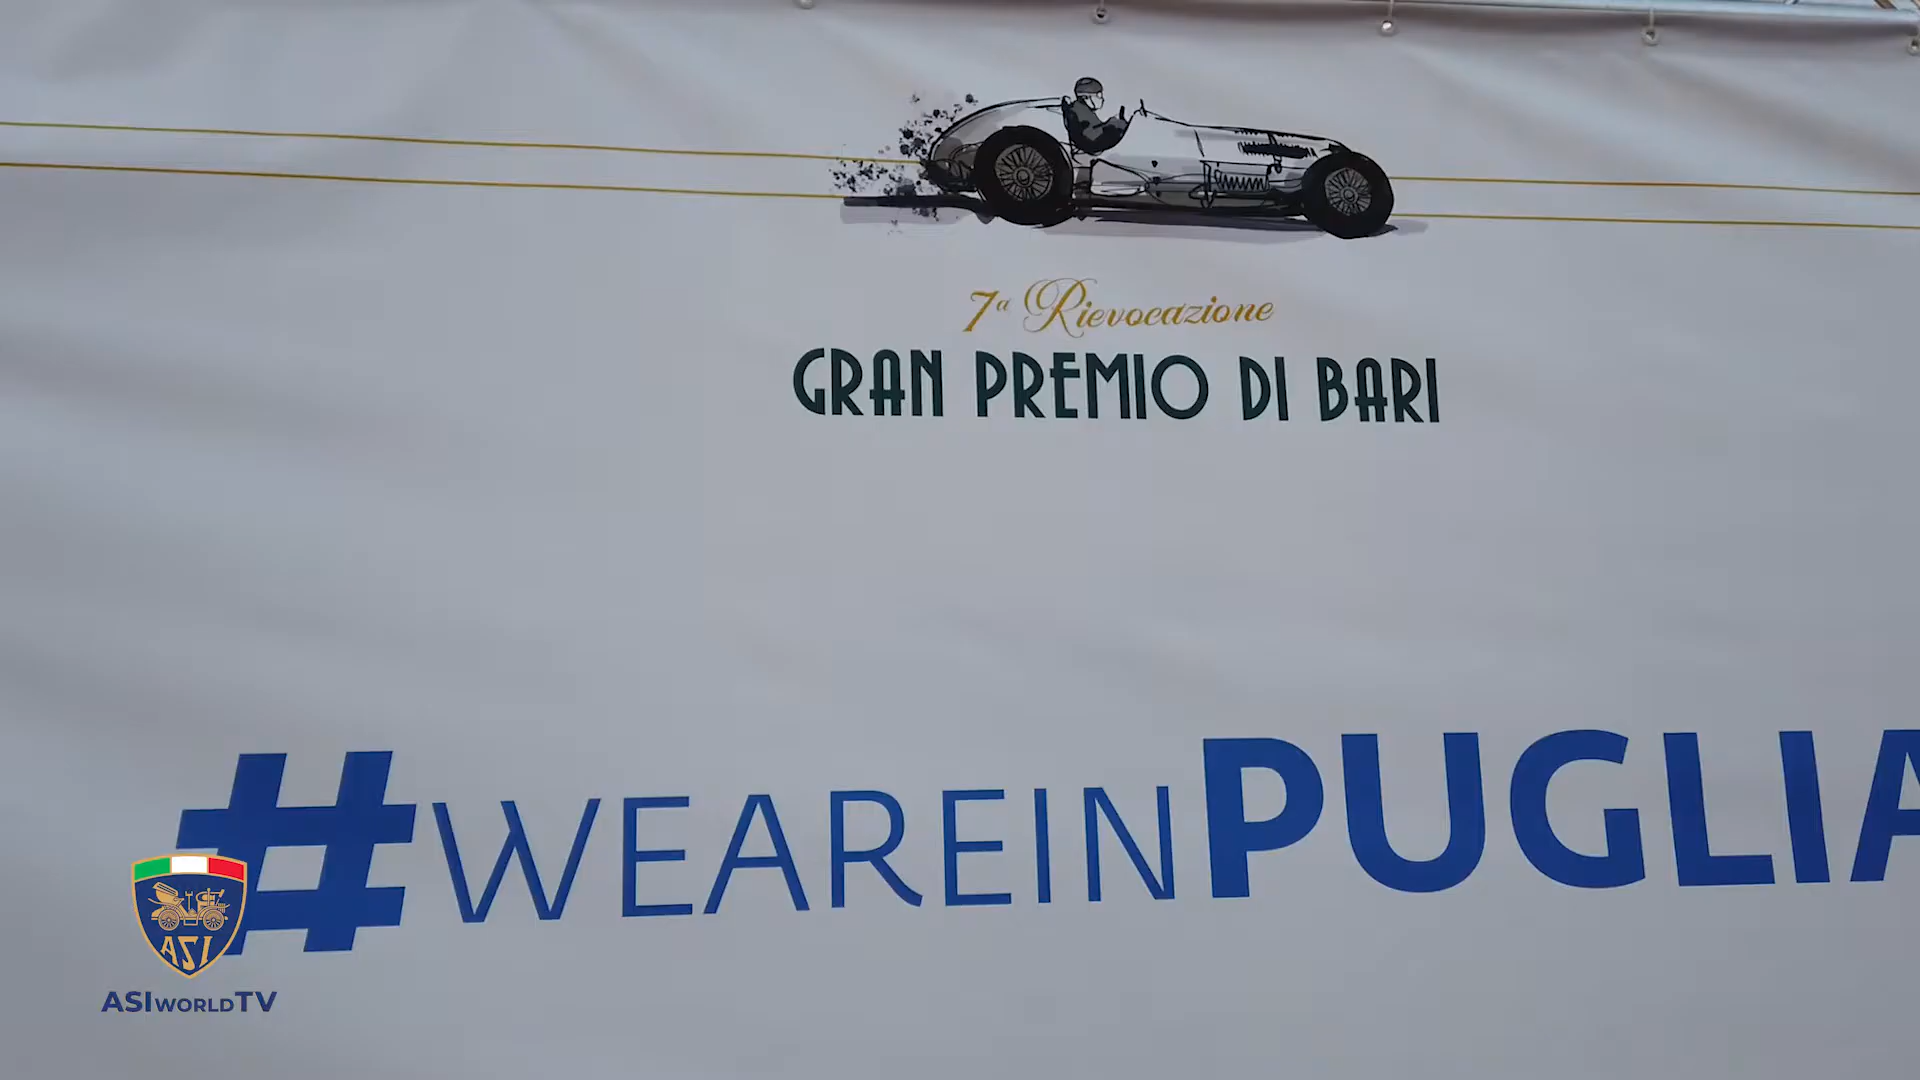 7ª Rievocazione
GRAN PREMIO DI BARI
#WEAREINPUGLIA
ASI
ASIWORLDTV